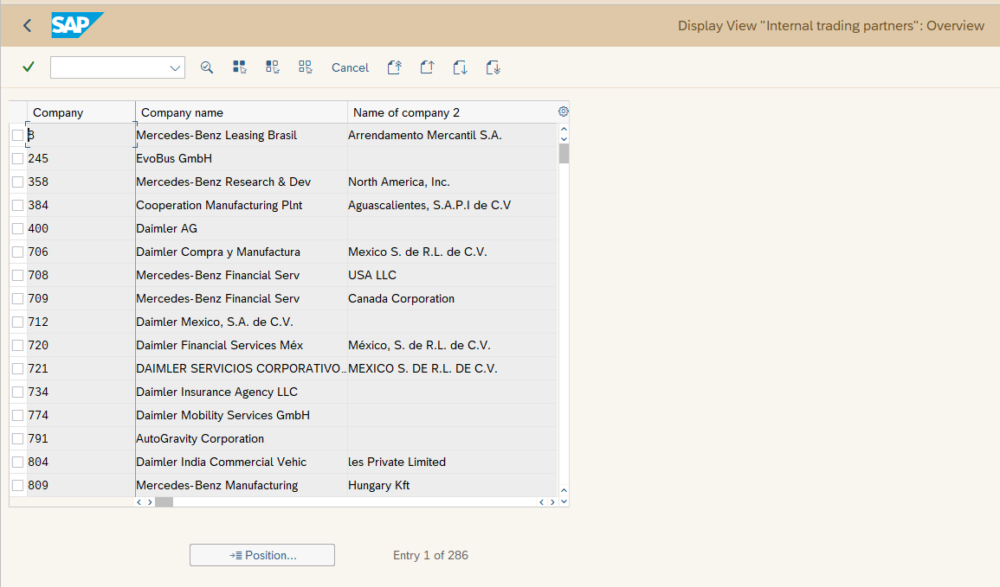 SAP
Display View "Internal trading partners": Overview
Cancel
Company Company name Name of company 2
8 Mercedes-Benz Leasing Brasil Arrendamento Mercantil S.A.
245 EvoBus GmbH
358 Mercedes-Benz Research & Dev North America, Inc.
384 Cooperation Manufacturing Plnt Aguascalientes, S.A.P.I de C.V
400 Daimler AG
706 Daimler Compra y Manufactura Mexico S. de R.L. de C.V.
708 Mercedes-Benz Financial Serv USA LLC
709 Mercedes-Benz Financial Serv Canada Corporation
712 Daimler Mexico, S.A. de C.V.
720 Daimler Financial Services Méx México, S. de R.L. de C.V.
721 DAIMLER SERVICIOS CORPORATIVO… MEXICO S. DE R.L. DE C.V.
734 Daimler Insurance Agency LLC
774 Daimler Mobility Services GmbH
791 AutoGravity Corporation
804 Daimler India Commercial Vehic les Private Limited
809 Mercedes-Benz Manufacturing Hungary Kft
Position... Entry 1 of 286